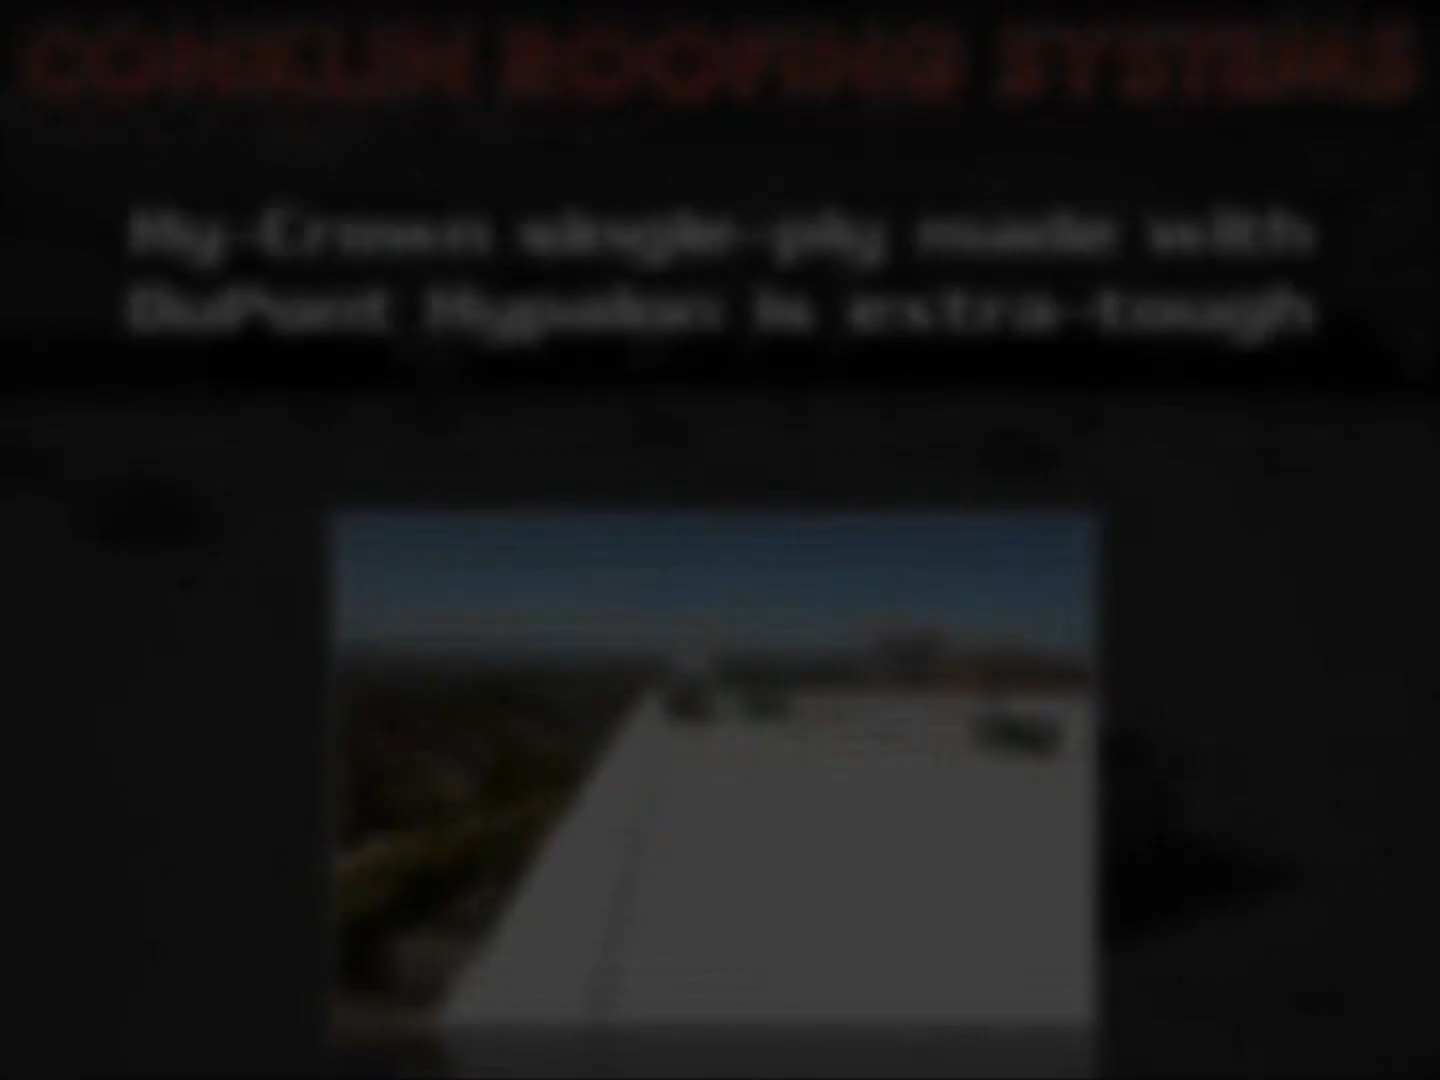 CONKLIN ROOFING SYSTEMS
Hy-Crown single-ply made with
DuPont Hypalon is extra-tough